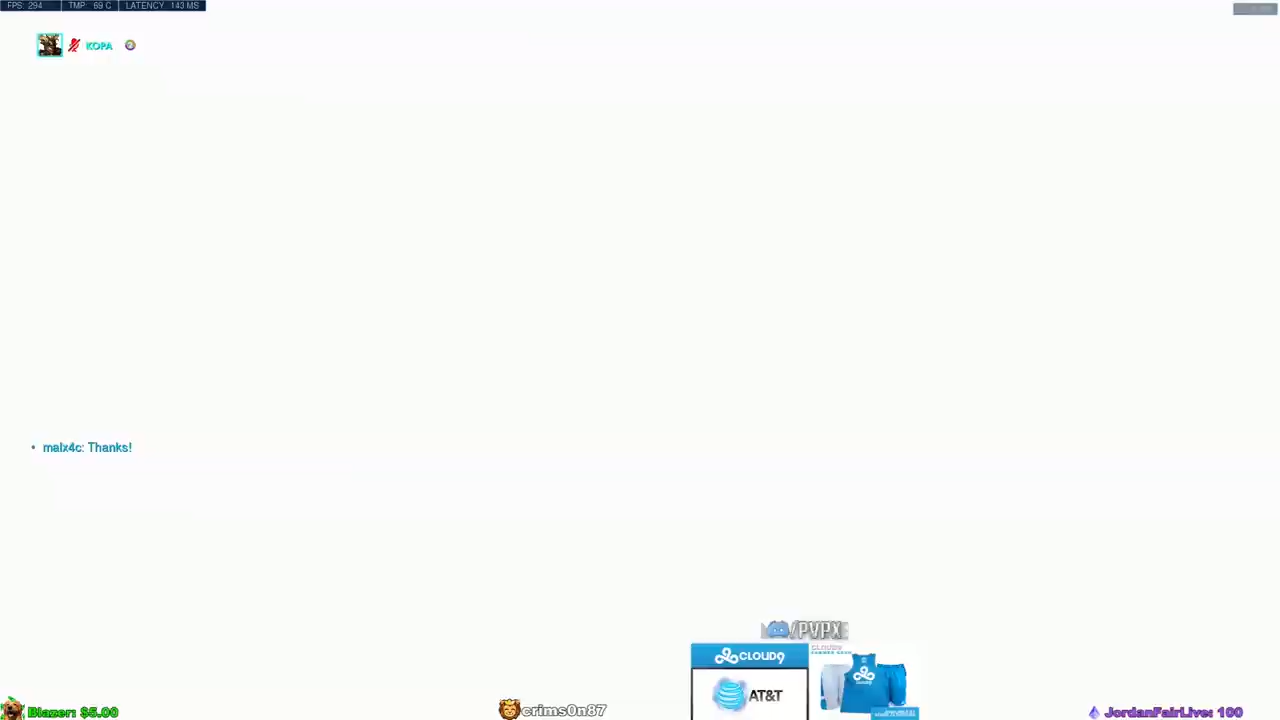 FPS: 294 TMP: 69 C LATENCY: 143 MS
KOPA
• malx4c: Thanks!
/PVPX
CLOUD9
CLOUD9
AT&T
Blazer: $5.00
crims0n87
JordanFairLive: 100